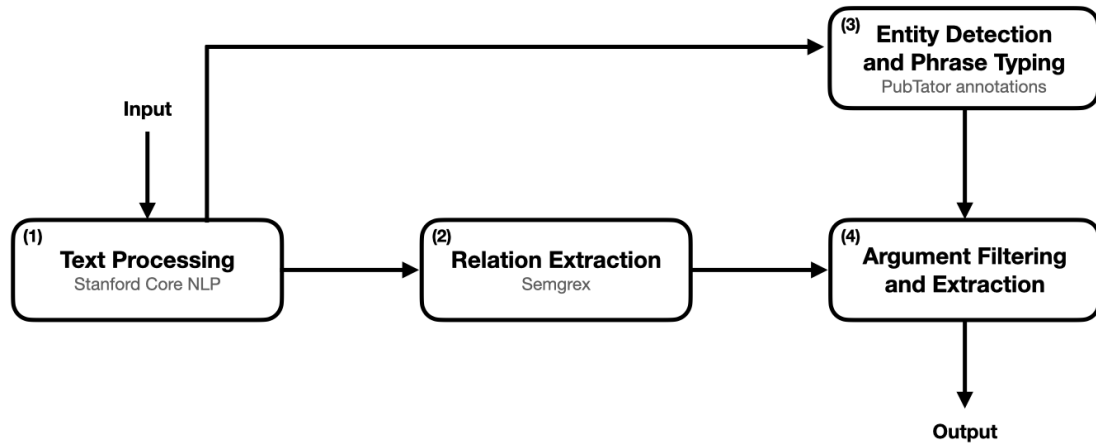 Input
(1)
Text Processing
Stanford Core NLP
(2)
Relation Extraction
Semgrex
(3)
Entity Detection
and Phrase Typing
PubTator annotations
(4)
Argument Filtering
and Extraction
Output